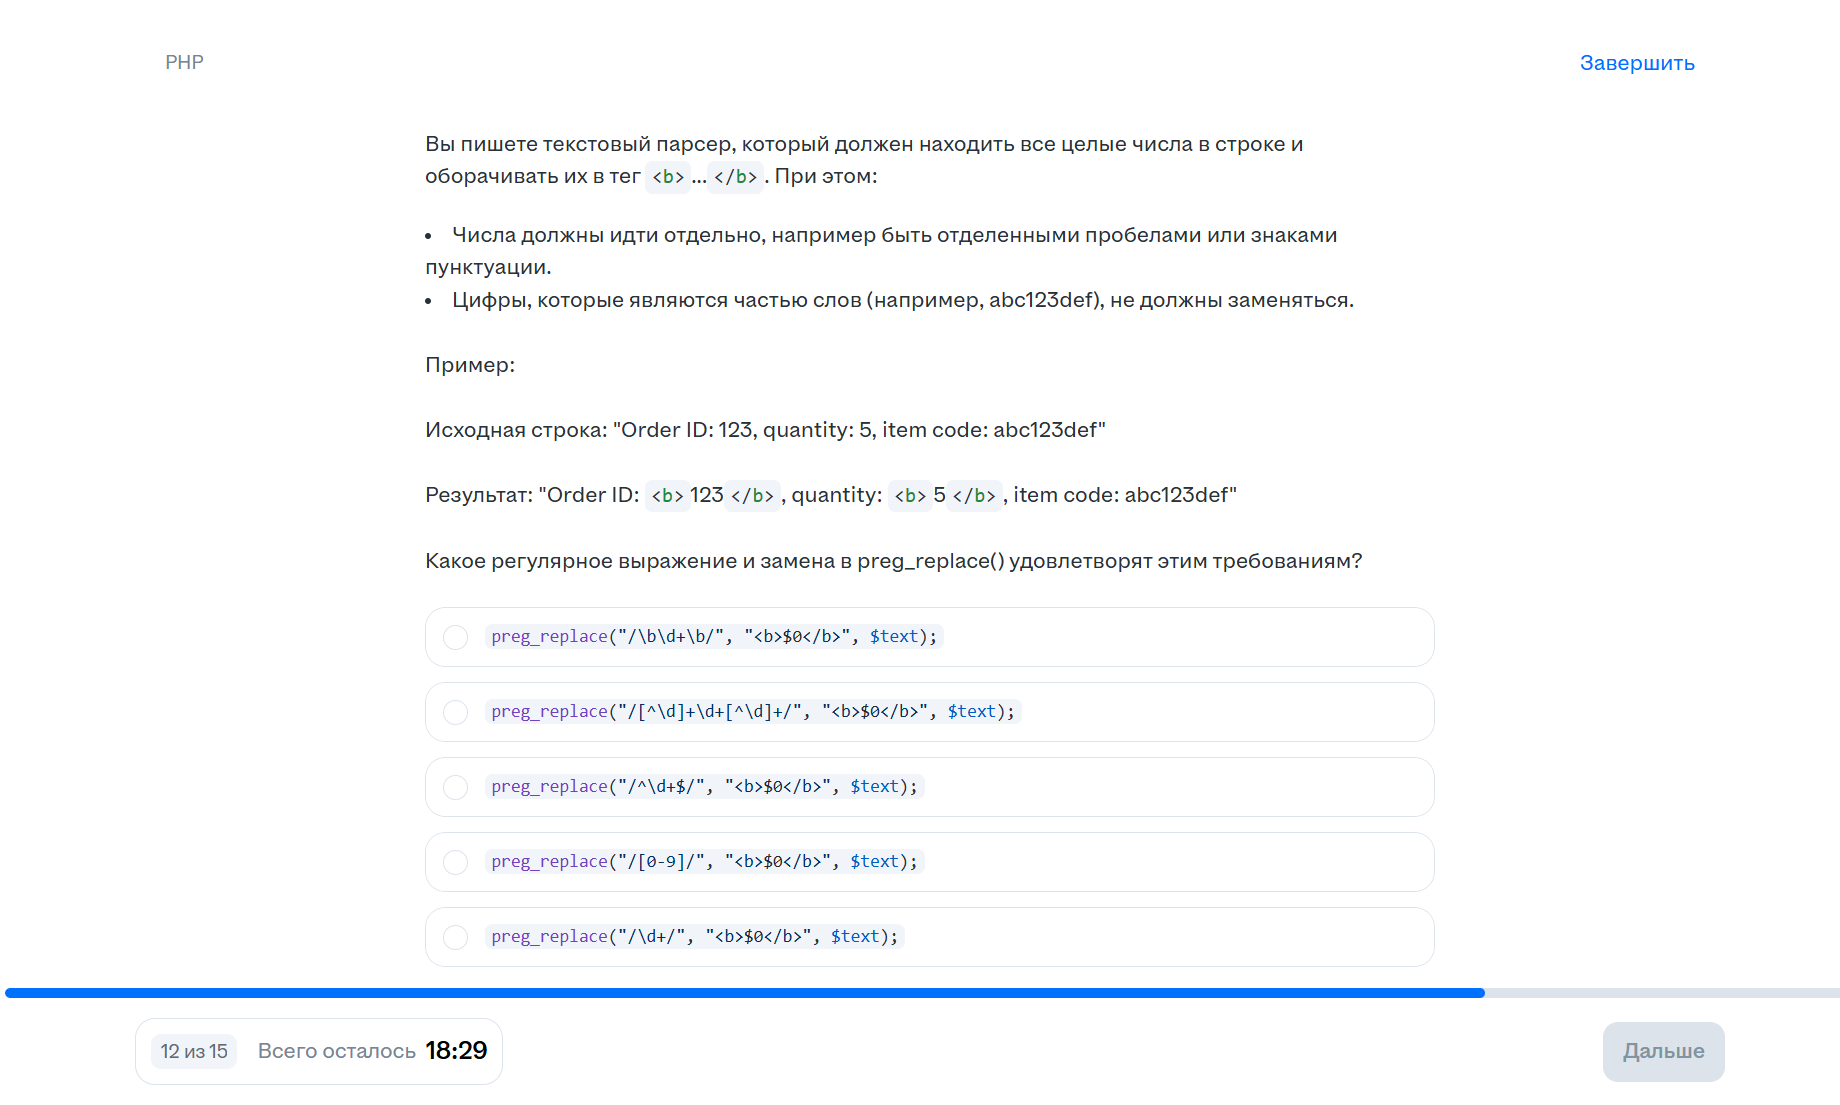 PHP
Завершить
Вы пишете текстовый парсер, который должен находить все целые числа в строке и
оборачивать их в тег <b>...</b>. При этом:
• Числа должны идти отдельно, например быть отделенными пробелами или знаками
пунктуации.
• Цифры, которые являются частью слов (например, abc123def), не должны заменяться.
Пример:
Исходная строка: "Order ID: 123, quantity: 5, item code: abc123def"
Результат: "Order ID: <b>123</b>, quantity: <b>5</b>, item code: abc123def"
Какое регулярное выражение и замена в preg_replace() удовлетворят этим требованиям?
preg_replace("/\b\d+\b/", "<b>$0</b>", $text);
preg_replace("/[^\d]+\d+[^\d]+/", "<b>$0</b>", $text);
preg_replace("/^\d+$/", "<b>$0</b>", $text);
preg_replace("/[0-9]/", "<b>$0</b>", $text);
preg_replace("/\d+/", "<b>$0</b>", $text);
12 из 15 Всего осталось 18:29
Дальше